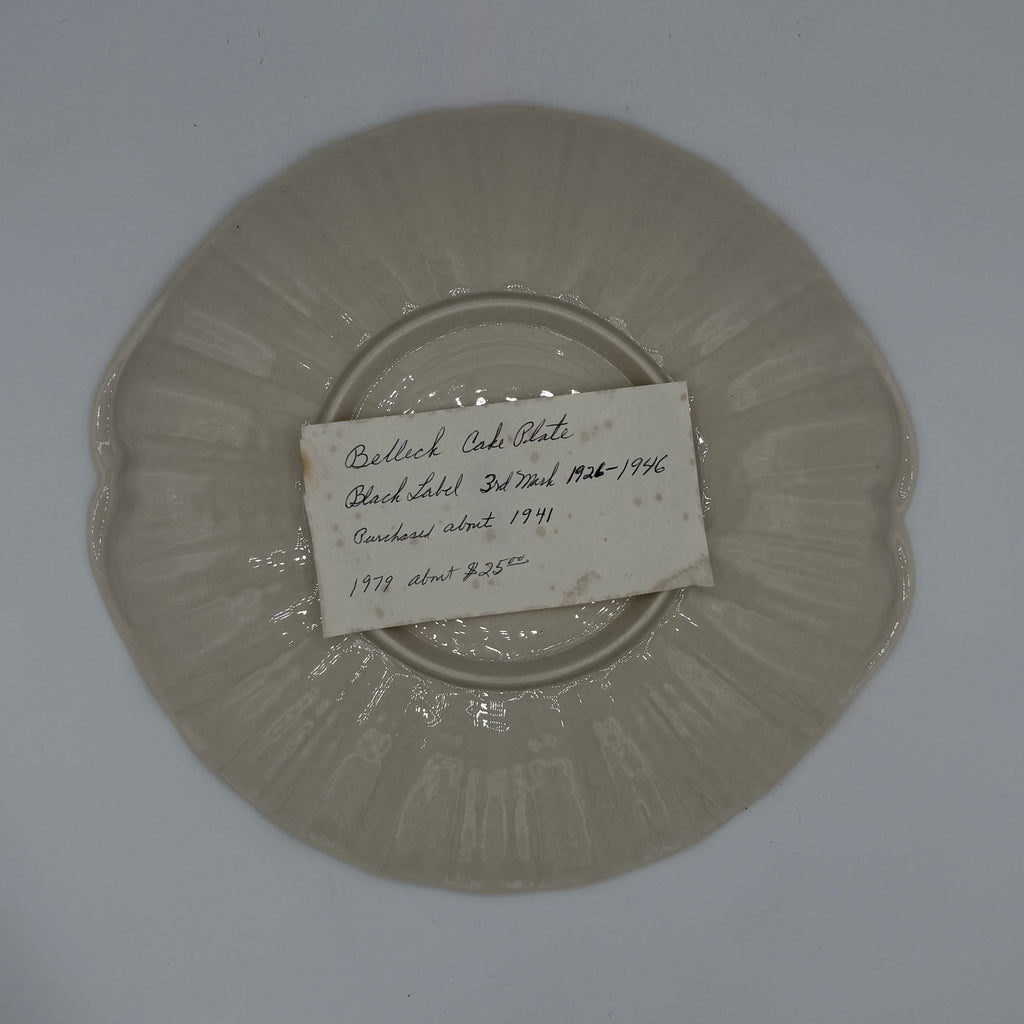 Belleck Cake Plate
Black Label 3rd Mark 1926-1946
Purchased about 1941
1979 about $25.00